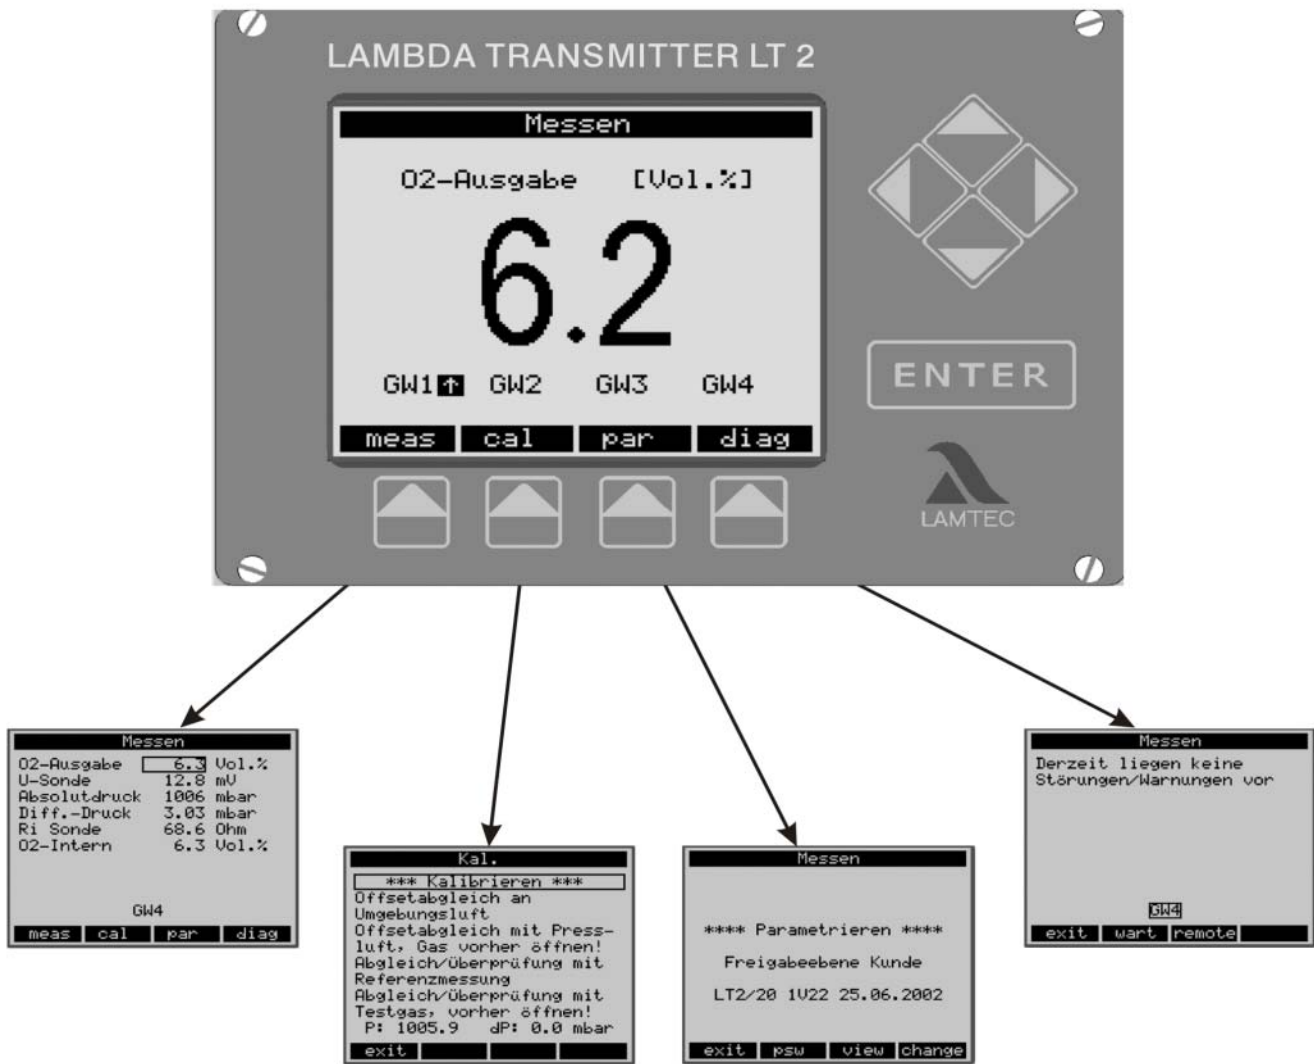 LAMBDA TRANSMITTER LT 2
Messen
O2-Ausgabe [Vol.%]
6.2
GW1↑ GW2 GW3 GW4
meas cal par diag
ENTER
LAMTEC
Messen
O2-Ausgabe 6.3 Vol.%
U-Sonde 12.8 mV
Absolutdruck 1006 mbar
Diff.-Druck 3.03 mbar
Ri Sonde 68.6 Ohm
O2-Intern 6.3 Vol.%
GW4
meas cal par diag
Kal.
*** Kalibrieren ***
Offsetabgleich an
Umgebungsluft
Offsetabgleich mit Press-
luft, Gas vorher öffnen!
Abgleich/überprüfung mit
Referenzmessung
Abgleich/überprüfung mit
Testgas, vorher öffnen!
P: 1005.9 dP: 0.0 mbar
exit
Messen
**** Parametrieren ****
Freigabeebene Kunde
LT2/20 1V22 25.06.2002
exit psw view change
Messen
Derzeit liegen keine
Störungen/Warnungen vor
GW4
exit wart remote